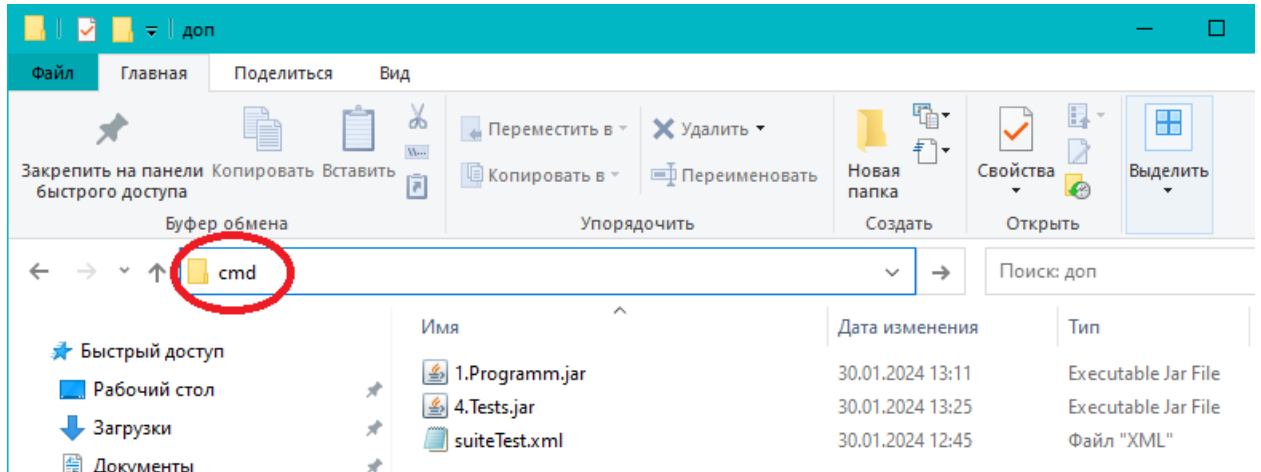 доп
Файл Главная Поделиться Вид
Закрепить на панели быстрого доступа
Копировать
Вставить
W...
Переместить в
Копировать в
Удалить
Переименовать
Новая папка
Свойства
Выделить
Буфер обмена Упорядочить Создать Открыть
cmd
Поиск: доп
Имя Дата изменения Тип
Быстрый доступ
Рабочий стол
Загрузки
Документы
1.Programm.jar 30.01.2024 13:11 Executable Jar File
4.Tests.jar 30.01.2024 13:25 Executable Jar File
suiteTest.xml 30.01.2024 12:45 Файл "XML"